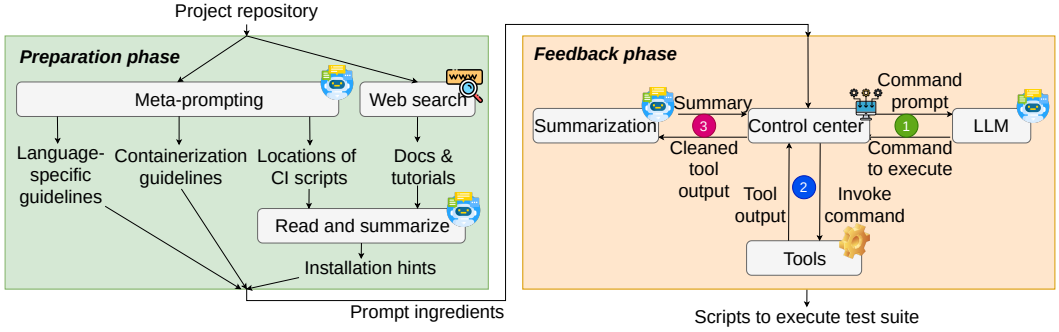 Project repository
Preparation phase
Meta-prompting
www
Web search
Language-
specific
guidelines
Containerization
guidelines
Locations of
CI scripts
Docs &
tutorials
Read and summarize
Installation hints
Prompt ingredients
Feedback phase
Summarization
Summary
3
Cleaned
tool
output
Control center
Command
prompt
1
Command
to execute
LLM
Tool
output
2
Invoke
command
Tools
Scripts to execute test suite